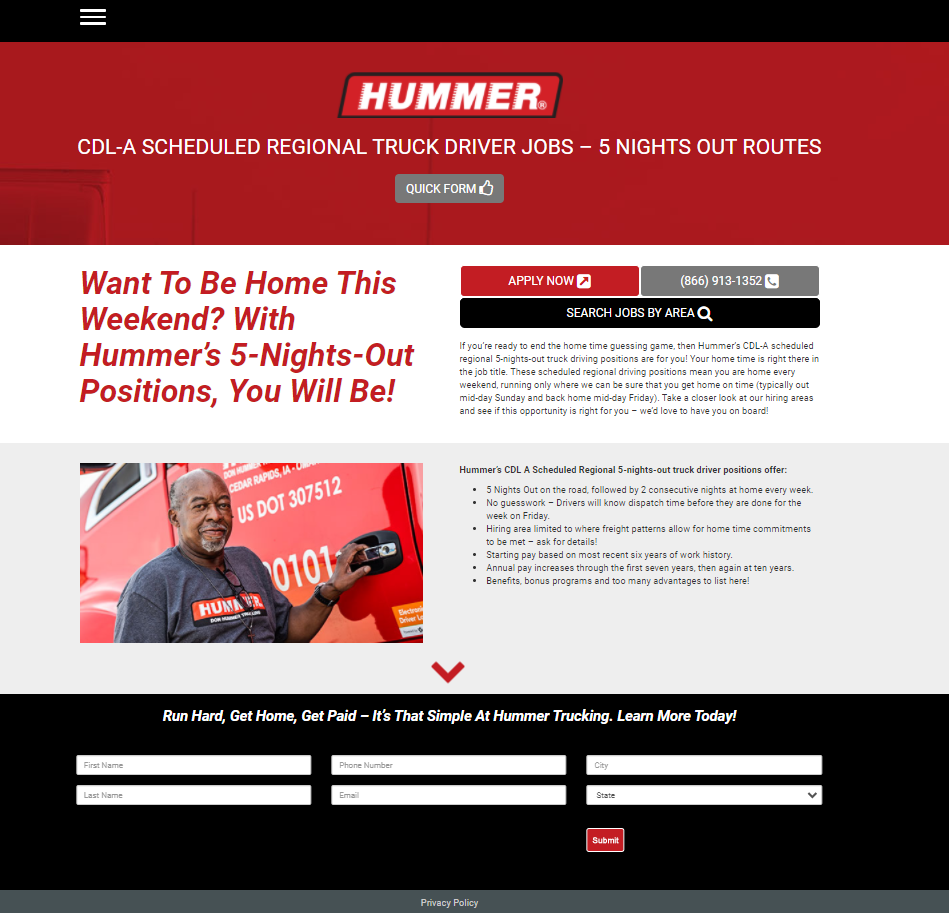 HUMMER®
CDL-A SCHEDULED REGIONAL TRUCK DRIVER JOBS – 5 NIGHTS OUT ROUTES
QUICK FORM
Want To Be Home This
Weekend? With
Hummer's 5-Nights-Out
Positions, You Will Be!
APPLY NOW
(866) 913-1352
SEARCH JOBS BY AREA
If you're ready to end the home time guessing game, then Hummer's CDL-A scheduled
regional 5-nights-out truck driving positions are for you! Your home time is right there in
the job title. These scheduled regional driving positions mean you are home every
weekend, running only where we can be sure that you get home on time (typically out
mid-day Sunday and back home mid-day Friday). Take a closer look at our hiring areas
and see if this opportunity is right for you – we'd love to have you on board!
CEDAR RAPIDS, IA -
US DOT 307512
0101
HUMMER
DON HUMMER TRUCKING
Electronic
Driver
Hummer's CDL A Scheduled Regional 5-nights-out truck driver positions offer:
• 5 Nights Out on the road, followed by 2 consecutive nights at home every week.
• No guesswork – Drivers will know dispatch time before they are done for the
week on Friday.
• Hiring area limited to where freight patterns allow for home time commitments
to be met – ask for details!
• Starting pay based on most recent six years of work history.
• Annual pay increases through the first seven years, then again at ten years.
• Benefits, bonus programs and too many advantages to list here!
Run Hard, Get Home, Get Paid – It's That Simple At Hummer Trucking. Learn More Today!
First Name
Phone Number
City
Last Name
Email
State
Submit
Privacy Policy